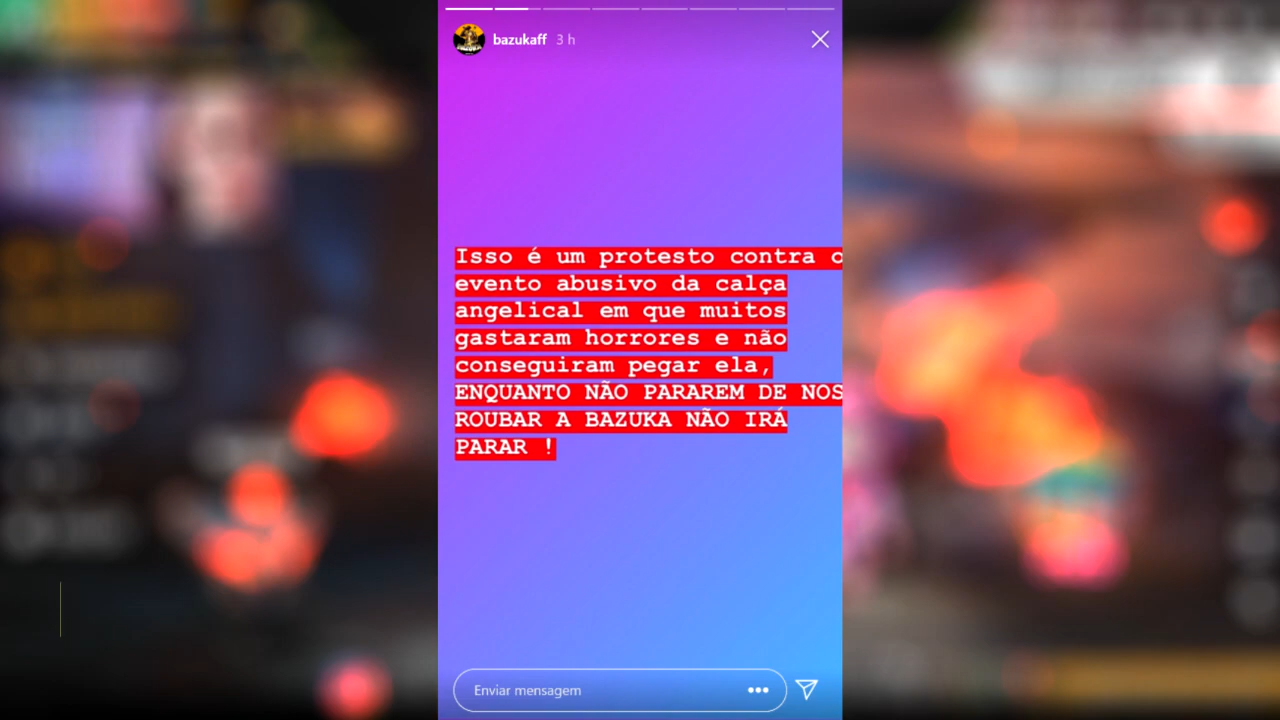 bazukaff 3 h
Isso é um protesto contra o
evento abusivo da calça
angelical em que muitos
gastaram horrores e não
conseguiram pegar ela,
ENQUANTO NÃO PARAREM DE NOS
ROUBAR A BAZUKA NÃO IRÁ
PARAR !
Enviar mensagem